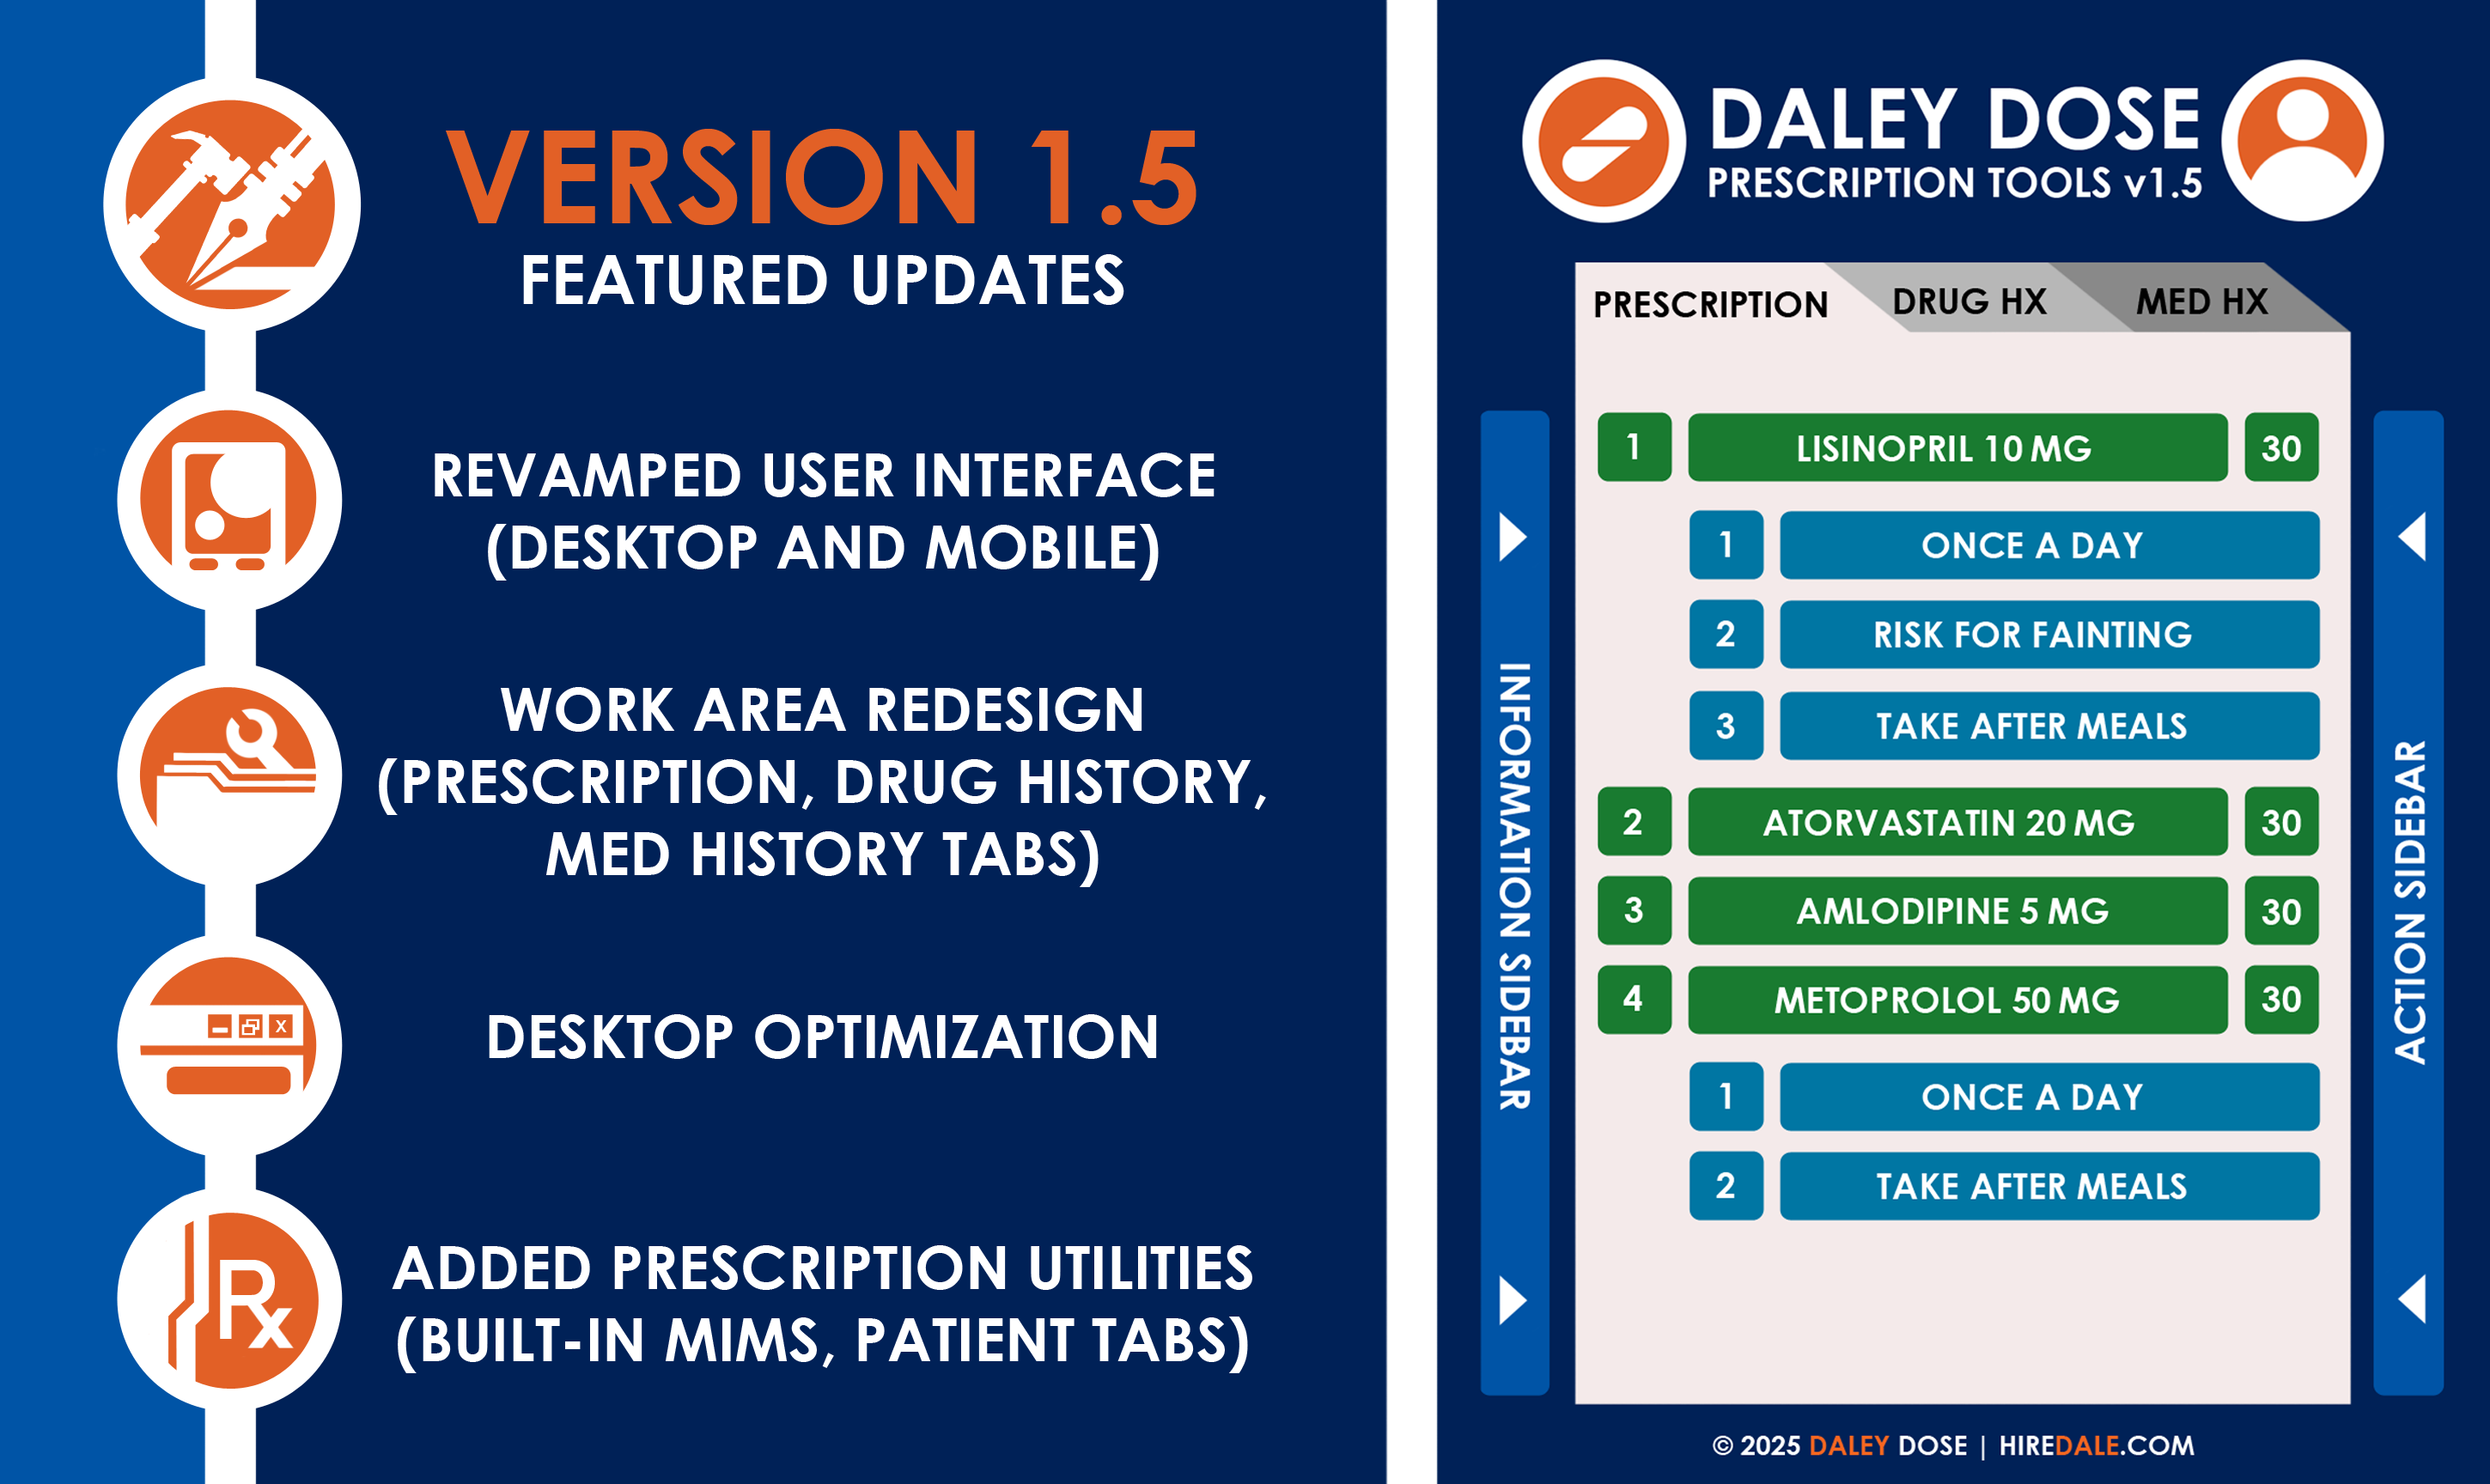 VERSION 1.5
FEATURED UPDATES
REVAMPED USER INTERFACE
(DESKTOP AND MOBILE)
WORK AREA REDESIGN
(PRESCRIPTION, DRUG HISTORY,
MED HISTORY TABS)
X
DESKTOP OPTIMIZATION
Rx
ADDED PRESCRIPTION UTILITIES
(BUILT-IN MIMS, PATIENT TABS)
DALEY DOSE
PRESCRIPTION TOOLS v1.5
PRESCRIPTION DRUG HX MED HX
INFORMATION SIDEBAR
1 LISINOPRIL 10 MG 30
1 ONCE A DAY
2 RISK FOR FAINTING
3 TAKE AFTER MEALS
2 ATORVASTATIN 20 MG 30
3 AMLODIPINE 5 MG 30
4 METOPROLOL 50 MG 30
1 ONCE A DAY
2 TAKE AFTER MEALS
ACTION SIDEBAR
© 2025 DALEY DOSE | HIREDALE.COM